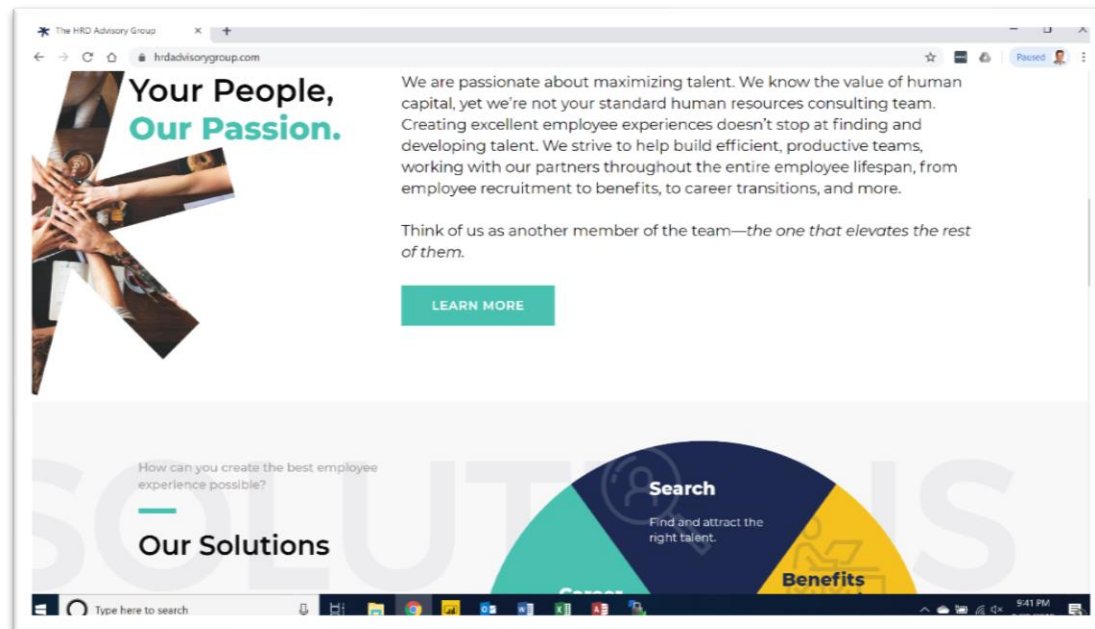 The HRD Advisory Group
hrdadvisorygroup.com
Paused
Your People,
Our Passion.
We are passionate about maximizing talent. We know the value of human
capital, yet we're not your standard human resources consulting team.
Creating excellent employee experiences doesn't stop at finding and
developing talent. We strive to help build efficient, productive teams,
working with our partners throughout the entire employee lifespan, from
employee recruitment to benefits, to career transitions, and more.
Think of us as another member of the team—the one that elevates the rest
of them.
LEARN MORE
SOLUTIONS
How can you create the best employee
experience possible?
Our Solutions
Search
Find and attract the
right talent.
Benefits
Career
Type here to search
9:41 PM